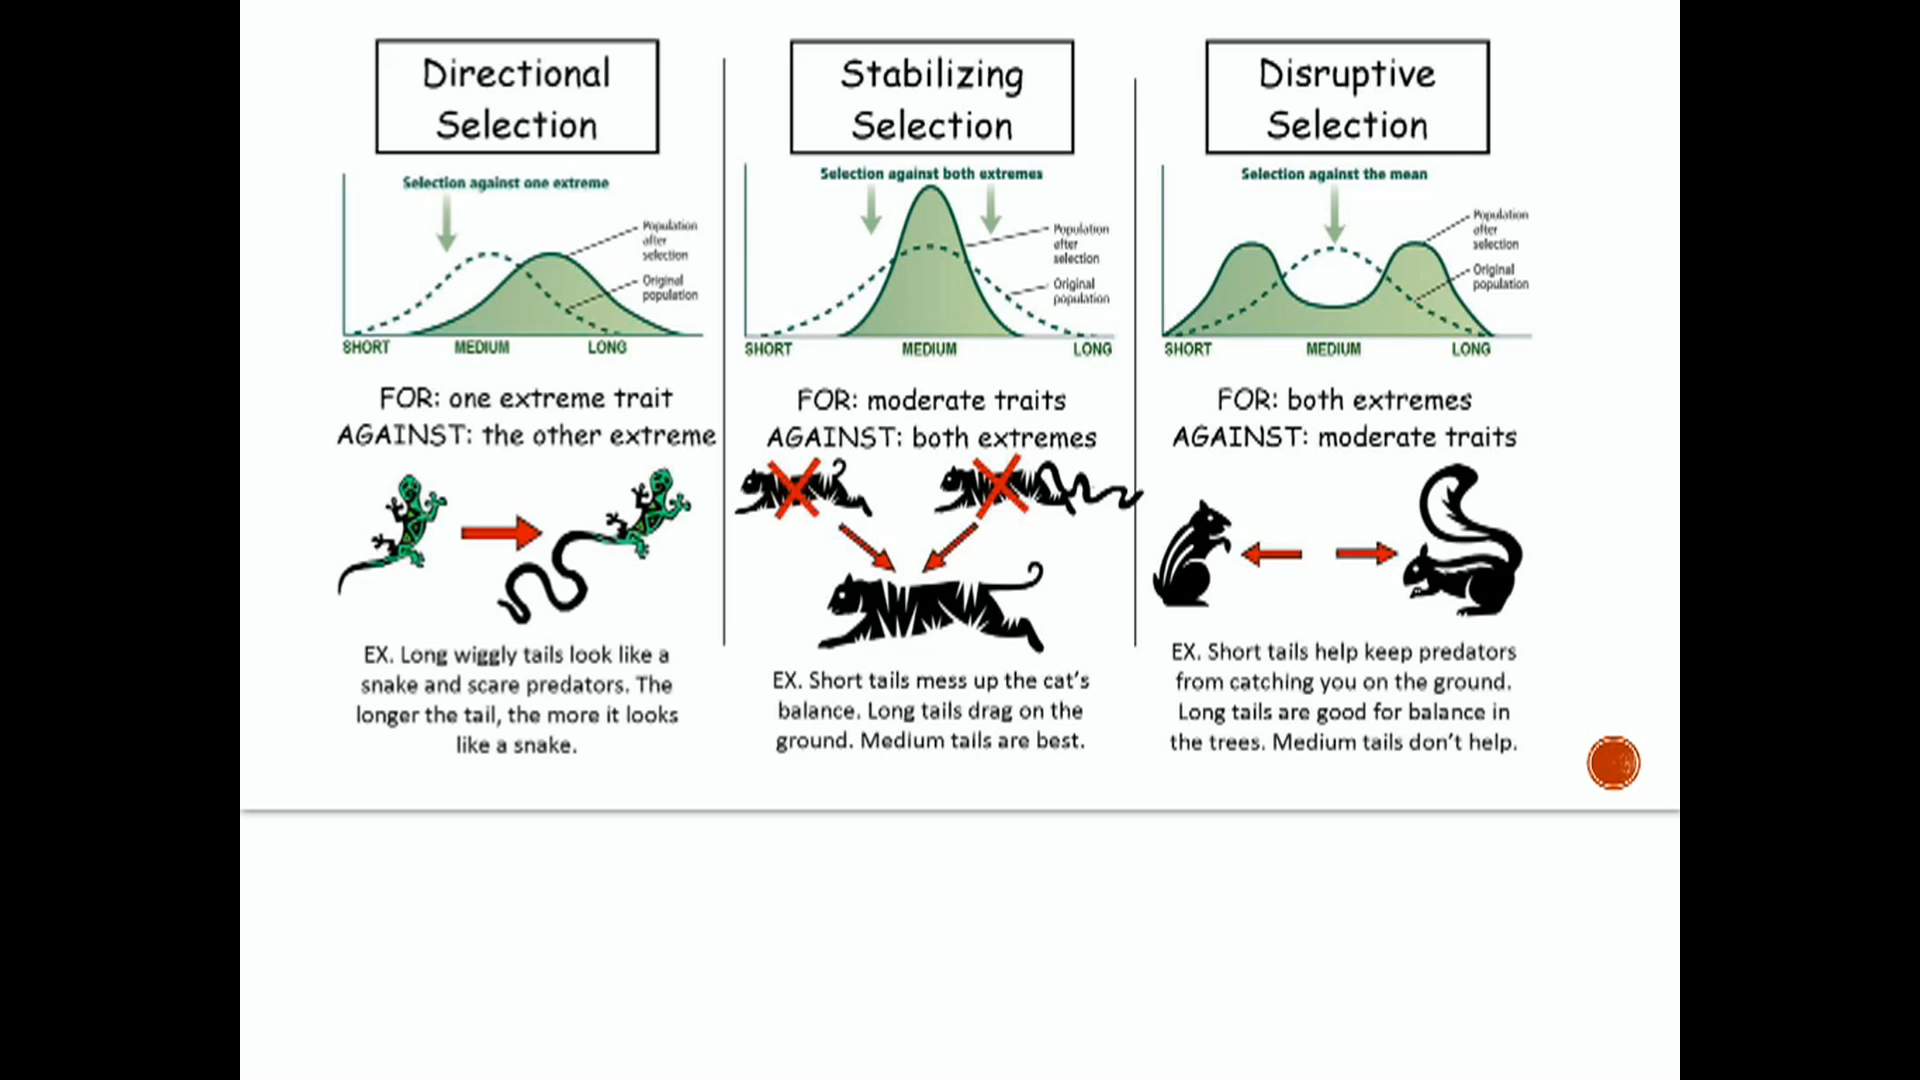 Directional
Selection
Selection against one extreme
Population
after
selection
Original
population
SHORT MEDIUM LONG
FOR: one extreme trait
AGAINST: the other extreme
EX. Long wiggly tails look like a
snake and scare predators. The
longer the tail, the more it looks
like a snake.
Stabilizing
Selection
Selection against both extremes
Population
after
selection
Original
population
SHORT MEDIUM LONG
FOR: moderate traits
AGAINST: both extremes
EX. Short tails mess up the cat's
balance. Long tails drag on the
ground. Medium tails are best.
Disruptive
Selection
Selection against the mean
Population
after
selection
Original
population
SHORT MEDIUM LONG
FOR: both extremes
AGAINST: moderate traits
EX. Short tails help keep predators
from catching you on the ground.
Long tails are good for balance in
the trees. Medium tails don't help.